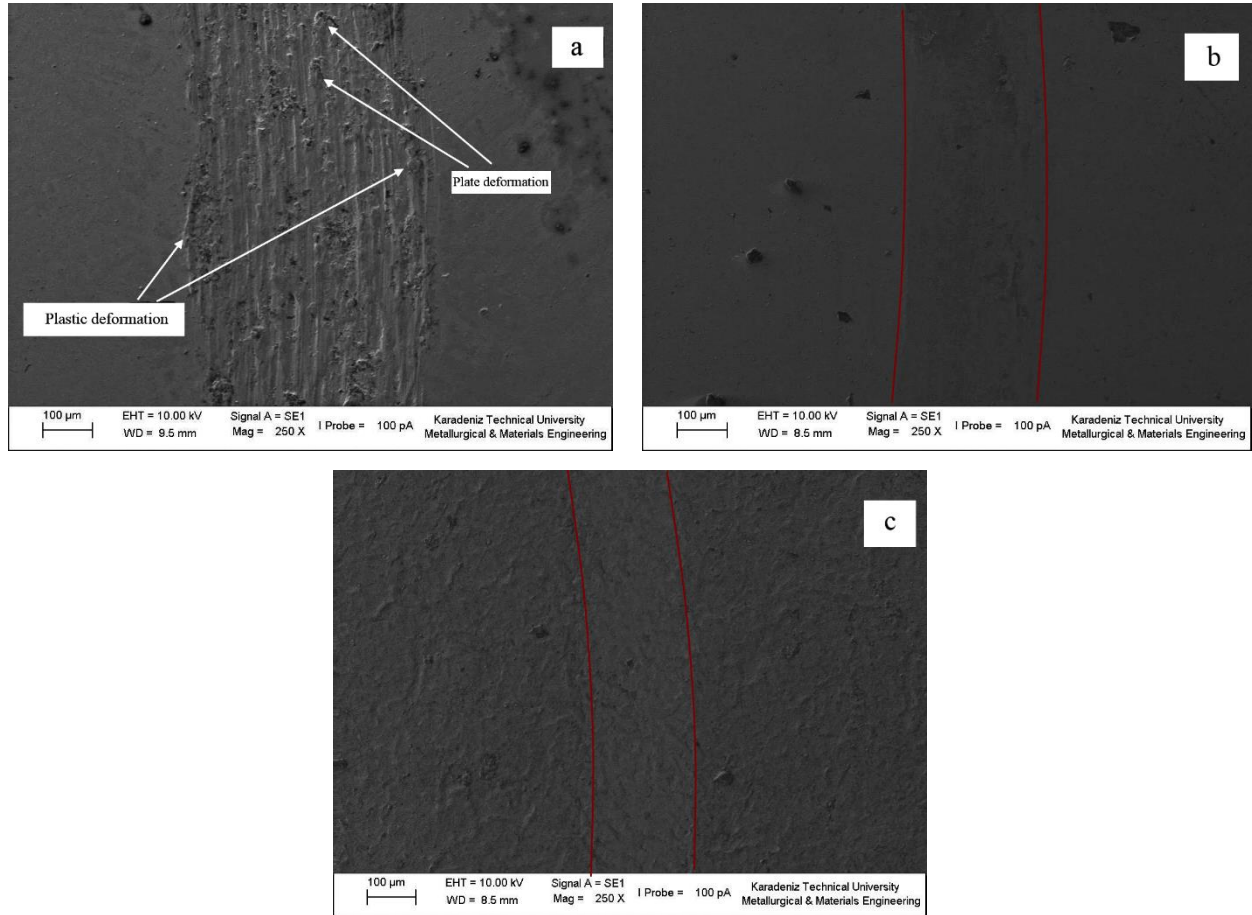 a
Plate deformation
Plastic deformation
100 µm
EHT = 10.00 kV
WD = 9.5 mm
Signal A = SE1
Mag = 250 X
I Probe = 100 pA
Karadeniz Technical University
Metallurgical & Materials Engineering
b
100 µm
EHT = 10.00 kV
WD = 8.5 mm
Signal A = SE1
Mag = 250 X
I Probe = 100 pA
Karadeniz Technical University
Metallurgical & Materials Engineering
c
100 µm
EHT = 10.00 kV
WD = 8.5 mm
Signal A = SE1
Mag = 250 X
I Probe = 100 pA
Karadeniz Technical University
Metallurgical & Materials Engineering